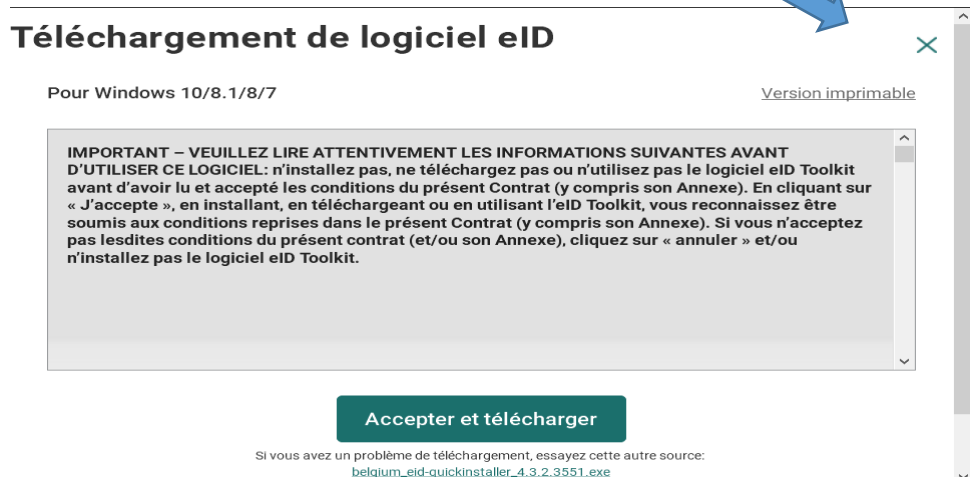 Téléchargement de logiciel eID
Pour Windows 10/8.1/8/7
Version imprimable
IMPORTANT – VEUILLEZ LIRE ATTENTIVEMENT LES INFORMATIONS SUIVANTES AVANT
D’UTILISER CE LOGICIEL: n’installez pas, ne téléchargez pas ou n’utilisez pas le logiciel eID Toolkit
avant d’avoir lu et accepté les conditions du présent Contrat (y compris son Annexe). En cliquant sur
« J’accepte », en installant, en téléchargeant ou en utilisant l’eID Toolkit, vous reconnaissez être
soumis aux conditions reprises dans le présent Contrat (y compris son Annexe). Si vous n’acceptez
pas lesdites conditions du présent contrat (et/ou son Annexe), cliquez sur « annuler » et/ou
n’installez pas le logiciel eID Toolkit.
Accepter et télécharger
Si vous avez un problème de téléchargement, essayez cette autre source:
belgium_eid-quickinstaller_4.3.2.3551.exe